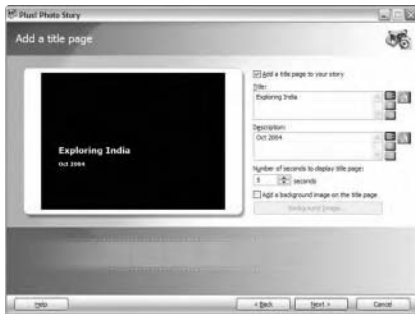 Plus! Photo Story
Add a title page
Add a title page to your story
Title:
Exploring India
Description:
Oct 2004
Exploring India
Oct 2004
Number of seconds to display title page:
5 seconds
Add a background image on the title page
Background Image...
Help
< Back
Next >
Cancel